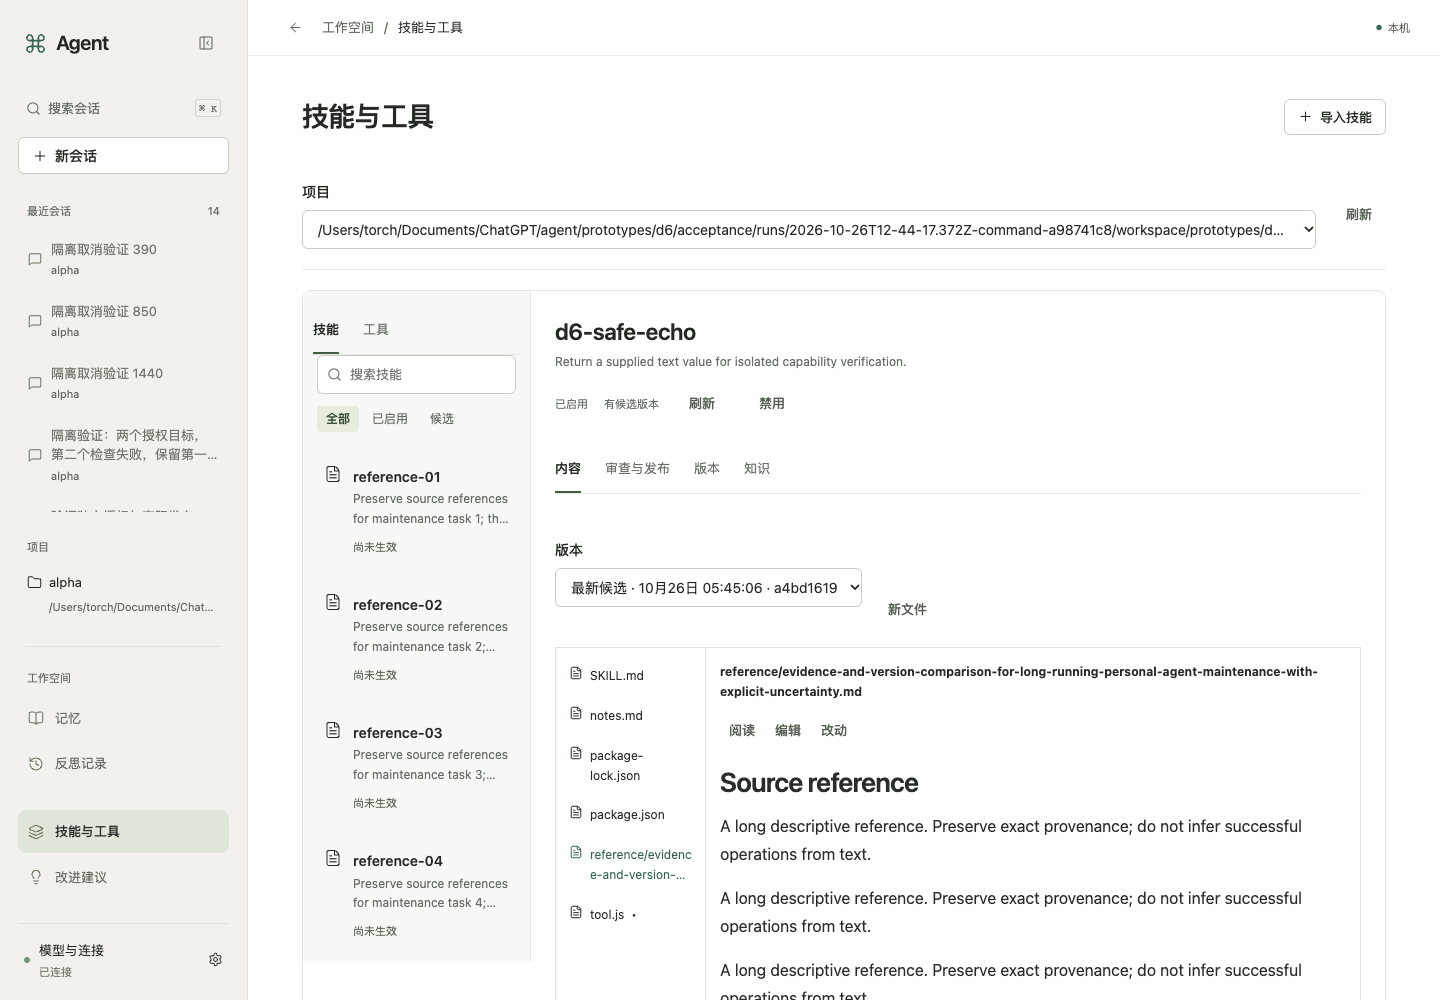 Agent
搜索会话
⌘ K
新会话
最近会话 14
隔离取消验证 390
alpha
隔离取消验证 850
alpha
隔离取消验证 1440
alpha
隔离验证：两个授权目标，
第二个检查失败，保留第一...
alpha
项目
alpha
/Users/torch/Documents/Chat...
工作空间
记忆
反思记录
技能与工具
改进建议
模型与连接
已连接
工作空间 / 技能与工具
本机
技能与工具
导入技能
项目
/Users/torch/Documents/ChatGPT/agent/prototypes/d6/acceptance/runs/2026-10-26T12-44-17.372Z-command-a98741c8/workspace/prototypes/d...
刷新
技能 工具
搜索技能
全部 已启用 候选
reference-01
Preserve source references
for maintenance task 1; th...
尚未生效
reference-02
Preserve source references
for maintenance task 2;...
尚未生效
reference-03
Preserve source references
for maintenance task 3;...
尚未生效
reference-04
Preserve source references
for maintenance task 4;...
尚未生效
d6-safe-echo
Return a supplied text value for isolated capability verification.
已启用 有候选版本 刷新 禁用
内容 审查与发布 版本 知识
版本
最新候选 · 10月26日 05:45:06 · a4bd1619
新文件
SKILL.md
notes.md
package-
lock.json
package.json
reference/evidenc
e-and-version-...
tool.js •
reference/evidence-and-version-comparison-for-long-running-personal-agent-maintenance-with-
explicit-uncertainty.md
阅读 编辑 改动
Source reference
A long descriptive reference. Preserve exact provenance; do not infer successful
operations from text.
A long descriptive reference. Preserve exact provenance; do not infer successful
operations from text.
A long descriptive reference. Preserve exact provenance; do not infer successful
operations from text.